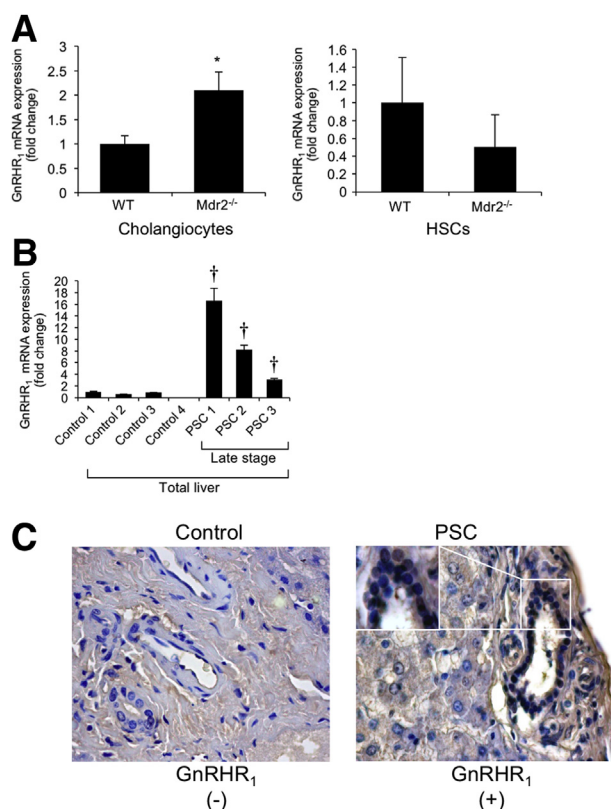 A
GnRHR1 mRNA expression
(fold change)
3
2.5
2
1.5
1
0.5
0
*
WT Mdr2-/-
Cholangiocytes
GnRHR1 mRNA expression
(fold change)
1.6
1.4
1.2
1
0.8
0.6
0.4
0.2
0
WT Mdr2-/-
HSCs
B
GnRHR1 mRNA expression
(fold change)
20
18
16
14
12
10
8
6
4
2
0
† † †
Control 1 Control 2 Control 3 Control 4 PSC 1 PSC 2 PSC 3
Late stage
Total liver
C
Control
GnRHR1
(-)
PSC
GnRHR1
(+)